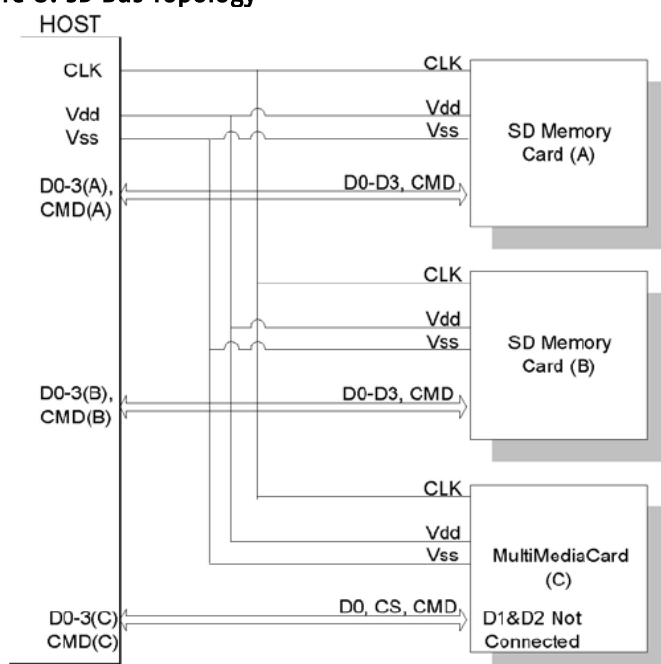 SD Bus Topology
HOST
CLK
CLK
Vdd
Vdd
Vss
Vss
SD Memory
Card (A)
D0-3(A),
CMD(A)
D0-D3, CMD
CLK
Vdd
Vss
SD Memory
Card (B)
D0-3(B),
CMD(B)
D0-D3, CMD
CLK
Vdd
Vss
MultiMediaCard
(C)
D0-3(C)
CMD(C)
D0, CS, CMD
D1&D2 Not
Connected